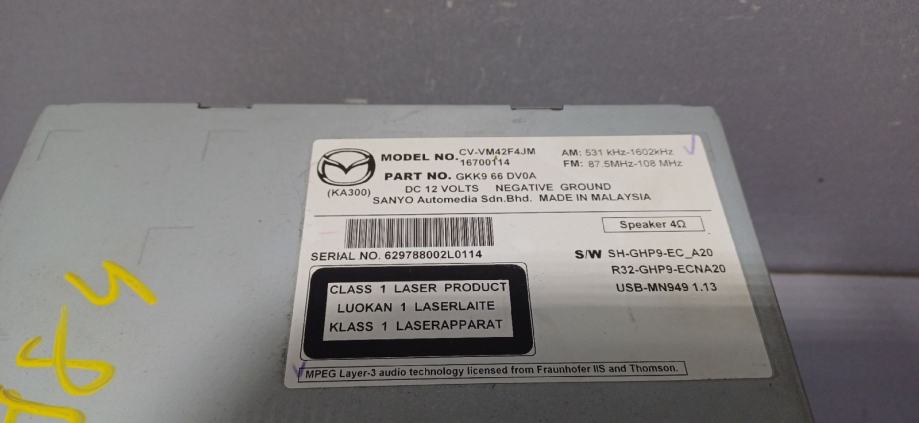 MODEL NO. CV-VM42F4JM
16700114
AM: 531 kHz-1602kHz
FM: 87.5MHz-108 MHz
PART NO. GKK9 66 DV0A
(KA300)
DC 12 VOLTS NEGATIVE GROUND
SANYO Automedia Sdn.Bhd. MADE IN MALAYSIA
Speaker 4Ω
SERIAL NO. 629788002L0114
S/W SH-GHP9-EC_A20
R32-GHP9-ECNA20
USB-MN949 1.13
CLASS 1 LASER PRODUCT
LUOKAN 1 LASERLAITE
KLASS 1 LASERAPPARAT
MPEG Layer-3 audio technology licensed from Fraunhofer IIS and Thomson.